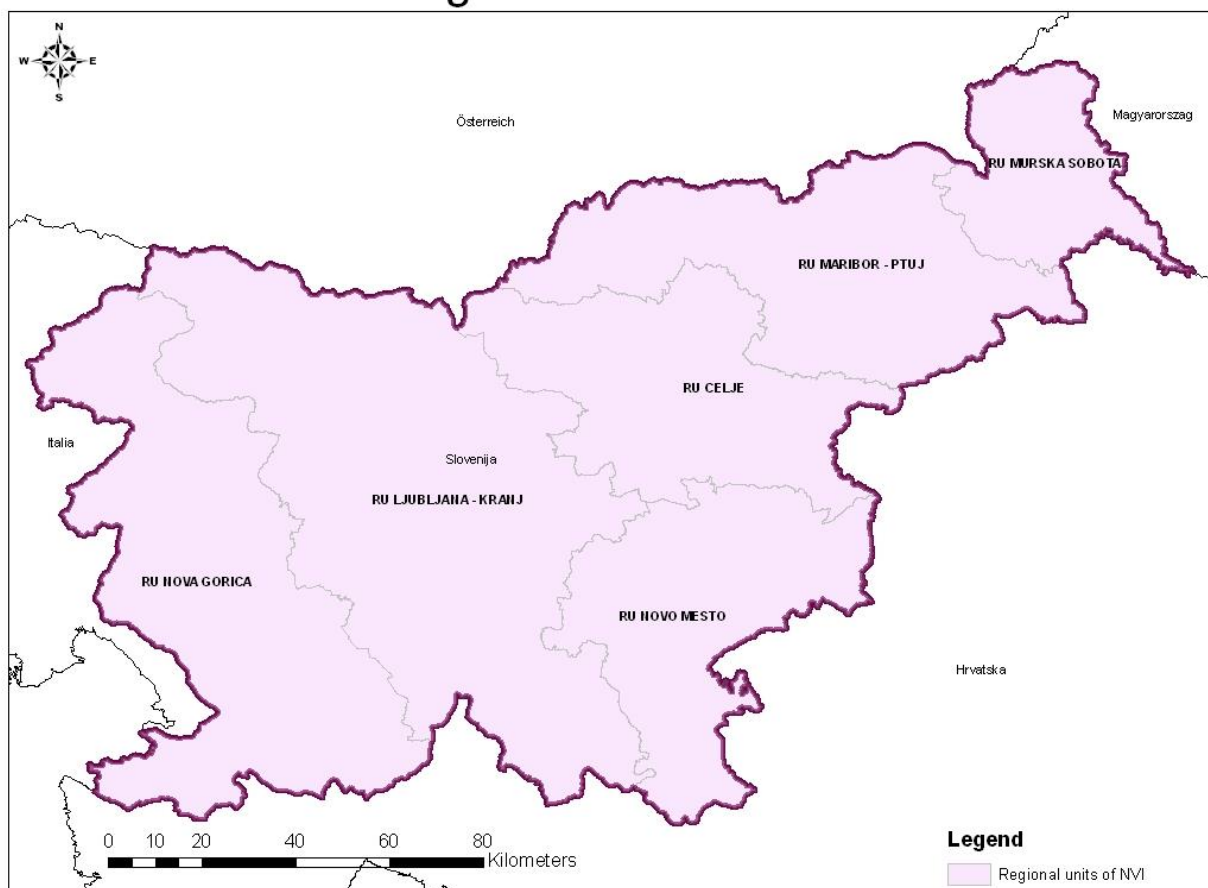 N
W E
S
Österreich
Magyarorszag
RU MURSKA SOBOTA
RU MARIBOR - PTUJ
RU CELJE
Italia
Slovenija
RU LJUBLJANA - KRANJ
RU NOVA GORICA
RU NOVO MESTO
Hrvatska
0 10 20 40 60 80
Kilometers
Legend
Regional units of NVI